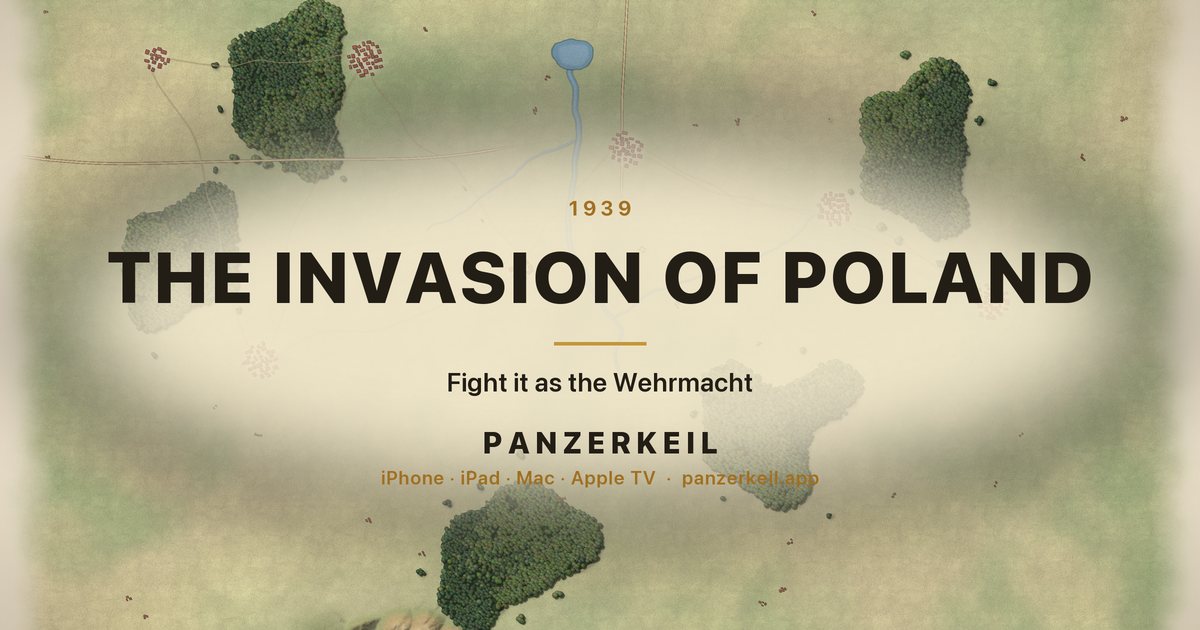 1939
THE INVASION OF POLAND
Fight it as the Wehrmacht
PANZERKEIL
iPhone · iPad · Mac · Apple TV · panzerkeil.app